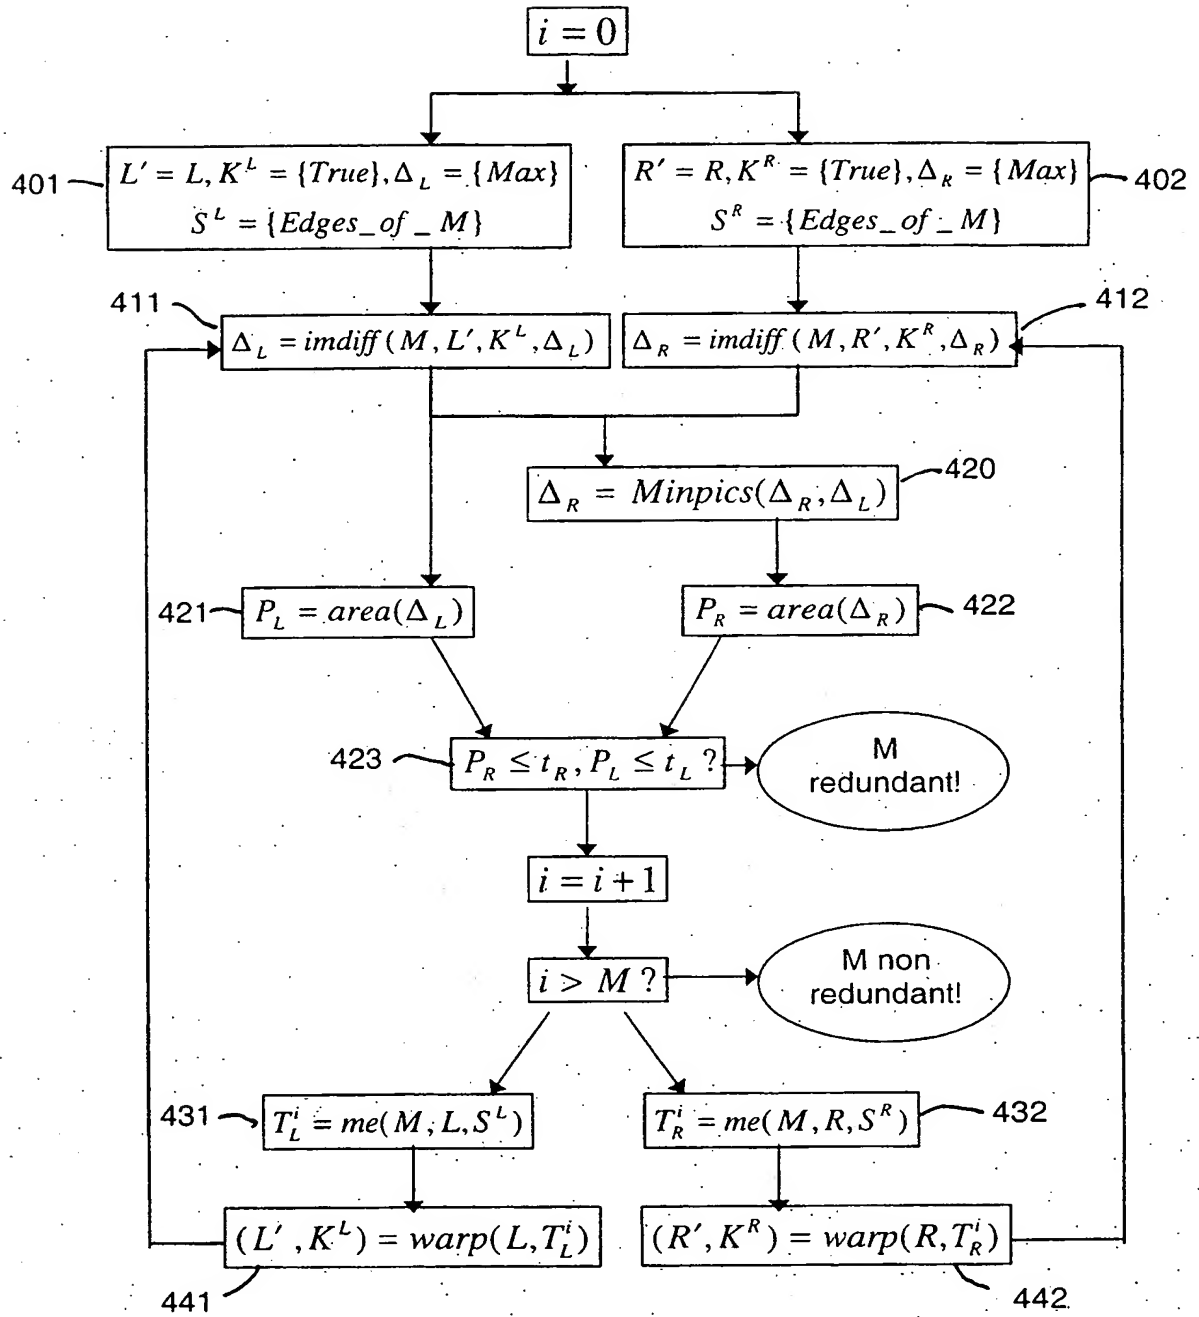 i = 0
401
L' = L, K^L = {True}, Δ_L = {Max}
S^L = {Edges_of_M}
R' = R, K^R = {True}, Δ_R = {Max}
S^R = {Edges_of_M}
402
411
Δ_L = imdiff(M, L', K^L, Δ_L)
Δ_R = imdiff(M, R', K^R, Δ_R)
412
Δ_R = Minpics(Δ_R, Δ_L)
420
421
P_L = area(Δ_L)
P_R = area(Δ_R)
422
423
P_R ≤ t_R, P_L ≤ t_L ?
M
redundant!
i = i + 1
i > M ?
M non
redundant!
431
T_L^i = me(M, L, S^L)
T_R^i = me(M, R, S^R)
432
(L', K^L) = warp(L, T_L^i)
(R', K^R) = warp(R, T_R^i)
441
442